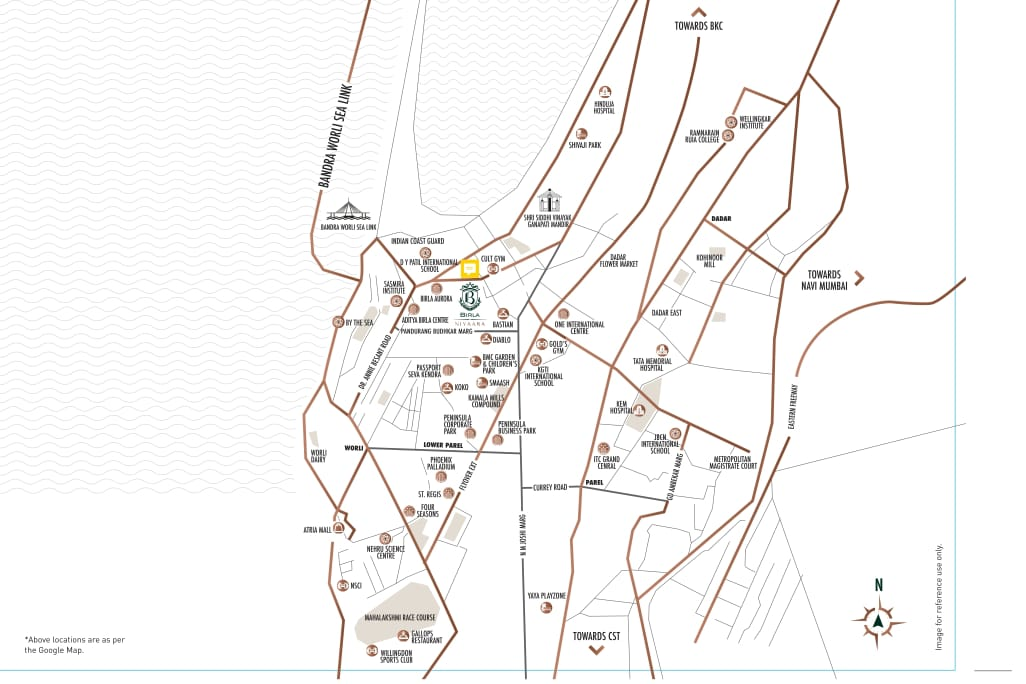 TOWARDS BKC
BANDRA WORLI SEA LINK
HINDUJA
HOSPITAL
SHIVAJI PARK
WELLINGKAR
INSTITUTE
RAMNARAIN
RUIA COLLEGE
BANDRA WORLI SEA LINK
SHRI SIDDHI VINAYAK
GANAPATI MANDIR
DADAR
INDIAN COAST GUARD
D Y PATIL INTERNATIONAL
SCHOOL
CULT GYM
DADAR
FLOWER MARKET
KOHINOOR
MILL
TOWARDS
NAVI MUMBAI
SASMIRA
INSTITUTE
BIRLA AURORA
BIRLA
NIYAARA
ADITYA BIRLA CENTRE
BASTIAN
DADAR EAST
BY THE SEA
PANDURANG BUDHKAR MARG
ONE INTERNATIONAL
CENTRE
DIABLO
GOLD'S
GYM
DR. ANNIE BESANT ROAD
BMC GARDEN
& CHILDREN'S
PARK
TATA MEMORIAL
HOSPITAL
PASSPORT
SEVA KENDRA
KGTI
INTERNATIONAL
SCHOOL
KOKO
SMAASH
KAMALA MILLS
COMPOUND
EASTERN FREEWAY
KEM
HOSPITAL
PENINSULA
CORPORATE
PARK
PENINSULA
BUSINESS PARK
JBCN
INTERNATIONAL
SCHOOL
WORLI
LOWER PAREL
WORLI
DAIRY
ITC GRAND
CENRAL
METROPOLITAN
MAGISTRATE COURT
PHOENIX
PALLADIUM
FLYOVER EXT
GD AMBEKAR MARG
CURREY ROAD
PAREL
ST. REGIS
FOUR
SEASONS
ATRIA MALL
N M JOSHI MARG
NEHRU SCIENCE
CENTRE
NSCI
YAYA PLAYZONE
N
MAHALAKSHMI RACE COURSE
GALLOPS
RESTAURANT
TOWARDS CST
WILLINGDON
SPORTS CLUB
*Above locations are as per
the Google Map.
Image for reference use only.